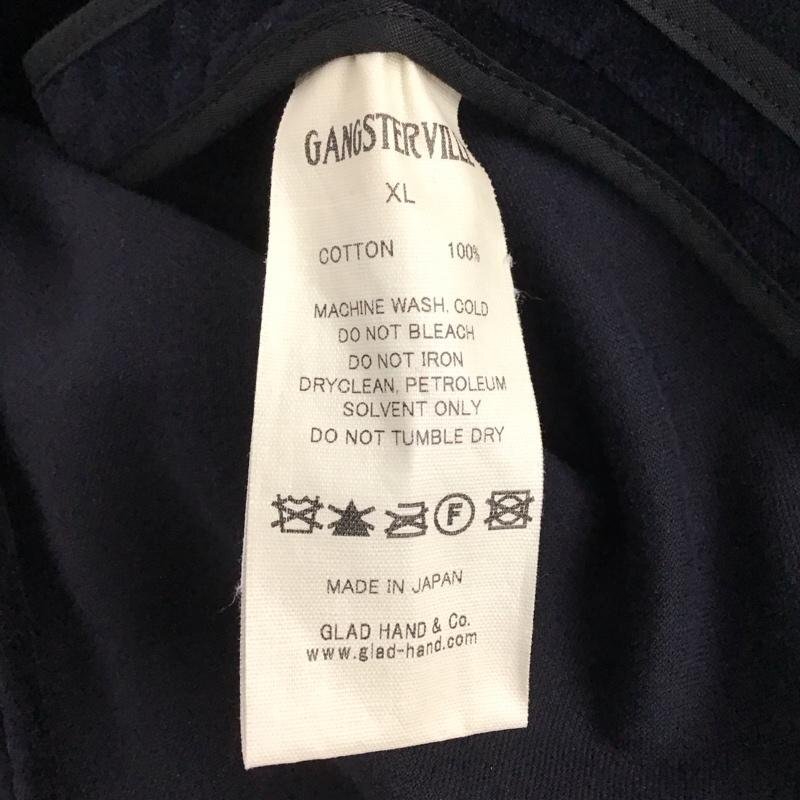 GANGSTERVILLE
XL
COTTON 100%
MACHINE WASH. COLD
DO NOT BLEACH
DO NOT IRON
DRYCLEAN, PETROLEUM
SOLVENT ONLY
DO NOT TUMBLE DRY
F
MADE IN JAPAN
GLAD HAND & Co.
www.glad-hand.com